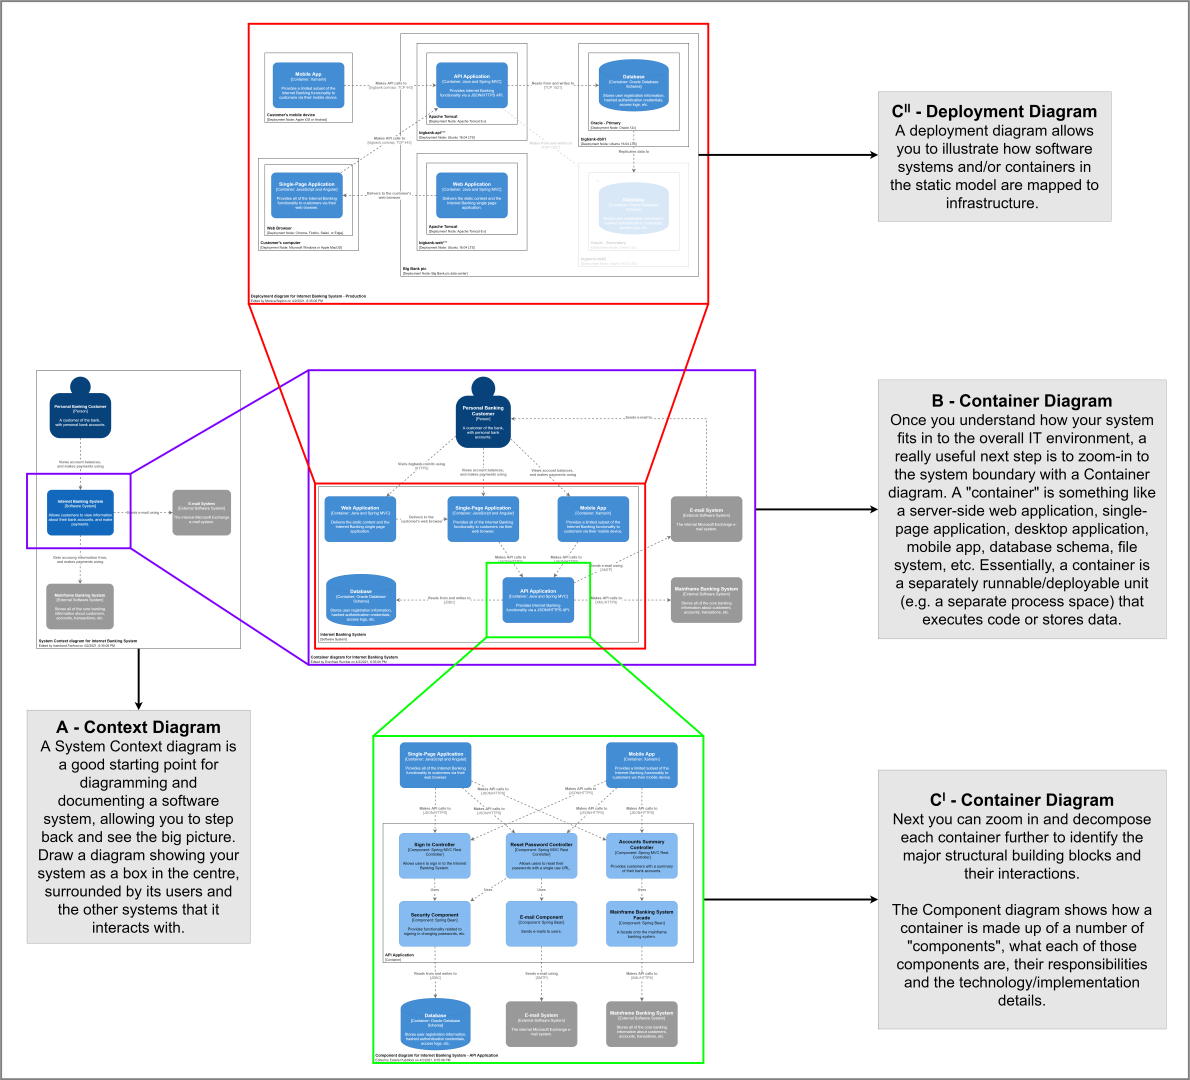 Mobile App
[Container: Xamarin]
Provides a limited subset of the
Internet Banking functionality to
customers via their mobile device.
Customer's mobile device
[Deployment Node: Apple iOS or Android]
Makes API calls to
API Application
[Container: Java and Spring MVC]
Provides Internet Banking
functionality via a JSON/HTTPS API.
Apache Tomcat
[Deployment Node: Apache Tomcat 8.x]
Reads from and writes to
Database
[Container: Oracle Database
Schema]
Stores user registration information,
hashed authentication credentials,
access logs, etc.
Oracle - Primary
bigbank-db01
Makes API calls to
Replicates data to
Single-Page Application
[Container: JavaScript and Angular]
Provides all of the Internet Banking
functionality to customers via their
web browser.
Web Browser
[Deployment Node: Chrome, Firefox, Safari, or Edge]
Customer's computer
[Deployment Node: Microsoft Windows or Apple MacOS]
Delivers to the customer's
web browser
Web Application
[Container: Java and Spring MVC]
Delivers the static content and the
Internet Banking single page
application.
Apache Tomcat
[Deployment Node: Apache Tomcat 8.x]
Big Bank plc
[Deployment Node: Big Bank plc data center]
Deployment diagram for Internet Banking System - Production
C^II - Deployment Diagram
A deployment diagram allows
you to illustrate how software
systems and/or containers in
the static model are mapped to
infrastructure.
Personal Banking Customer
[Person]
A customer of the bank,
with personal bank accounts.
Views account balances,
and makes payments using
Internet Banking System
[Software System]
Allows customers to view information
about their bank accounts, and make
payments.
Sends e-mail using
E-mail System
[External Software System]
The internal Microsoft Exchange
e-mail system.
Gets account information from,
and makes payments using
Mainframe Banking System
[External Software System]
Stores all of the core banking
information about customers,
accounts, transactions, etc.
System Context diagram for Internet Banking System
Personal Banking
Customer
[Person]
A customer of the bank,
with personal bank
accounts.
Sends e-mail to
Visits bigbank.com/ib using
[HTTPS]
Views account balances,
and makes payments using
Views account balances,
and makes payments using
Web Application
[Container: Java and Spring MVC]
Delivers the static content and the
Internet Banking single page
application.
Delivers to the
customer's web browser
Single-Page Application
[Container: JavaScript and Angular]
Provides all of the Internet Banking
functionality to customers via their
web browser.
Mobile App
[Container: Xamarin]
Provides a limited subset of the
Internet Banking functionality to
customers via their mobile device.
E-mail System
[External Software System]
The internal Microsoft Exchange e-
mail system.
Makes API calls to
[JSON/HTTPS]
Makes API calls to
[JSON/HTTPS]
Sends e-mail using
[SMTP]
Database
[Container: Oracle Database
Schema]
Stores user registration information,
hashed authentication credentials,
access logs, etc.
Reads from and writes to
[JDBC]
API Application
[Container: Java and Spring MVC]
Provides Internet Banking
functionality via a JSON/HTTPS API.
Makes API calls to
[XML/HTTPS]
Mainframe Banking System
[External Software System]
Stores all of the core banking
information about customers,
accounts, transactions, etc.
Internet Banking System
[Software System]
Container diagram for Internet Banking System
B - Container Diagram
Once you understand how your system
fits in to the overall IT environment, a
really useful next step is to zoom-in to
the system boundary with a Container
diagram. A "container" is something like
a server-side web application, single-
page application, desktop application,
mobile app, database schema, file
system, etc. Essentially, a container is
a separately runnable/deployable unit
(e.g. a separate process space) that
executes code or stores data.
A - Context Diagram
A System Context diagram is
a good starting point for
diagramming and
documenting a software
system, allowing you to step
back and see the big picture.
Draw a diagram showing your
system as a box in the centre,
surrounded by its users and
the other systems that it
interacts with.
Single-Page Application
[Container: JavaScript and Angular]
Provides all of the Internet Banking
functionality to customers via their
web browser.
Mobile App
[Container: Xamarin]
Provides a limited subset of the
Internet Banking functionality to
customers via their mobile device.
Makes API calls to
[JSON/HTTPS]
Makes API calls to
[JSON/HTTPS]
Makes API calls to
[JSON/HTTPS]
Makes API calls to
[JSON/HTTPS]
Makes API calls to
[JSON/HTTPS]
Makes API calls to
[JSON/HTTPS]
Sign In Controller
[Component: Spring MVC Rest
Controller]
Allows users to sign in to the Internet
Banking System.
Reset Password Controller
[Component: Spring MVC Rest
Controller]
Allows users to reset their
passwords with a single use URL.
Accounts Summary
Controller
[Component: Spring MVC Rest
Controller]
Provides customers with a summary
of their bank accounts.
Uses
Uses
Uses
Uses
Security Component
[Component: Spring Bean]
Provides functionality related to
signing in, changing passwords, etc.
E-mail Component
[Component: Spring Bean]
Sends e-mails to users.
Mainframe Banking System
Facade
[Component: Spring Bean]
A facade onto the mainframe
banking system.
API Application
[Container]
Reads from and writes to
[JDBC]
Sends e-mail using
[SMTP]
Makes API calls to
[XML/HTTPS]
Database
[Container: Oracle Database
Schema]
Stores user registration information,
hashed authentication credentials,
access logs, etc.
E-mail System
[External Software System]
The internal Microsoft Exchange e-
mail system.
Mainframe Banking System
[External Software System]
Stores all of the core banking
information about customers,
accounts, transactions, etc.
Component diagram for Internet Banking System - API Application
C^I - Container Diagram
Next you can zoom in and decompose
each container further to identify the
major structural building blocks and
their interactions.
The Component diagram shows how a
container is made up of a number of
"components", what each of those
components are, their responsibilities
and the technology/implementation
details.